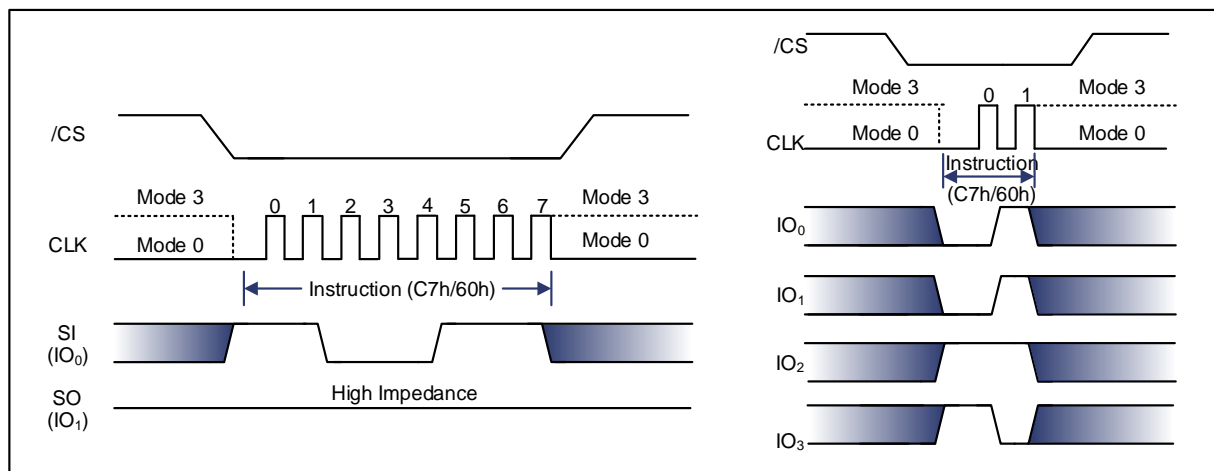 /CS
Mode 3
Mode 3
0 1 2 3 4 5 6 7
CLK
Mode 0
Mode 0
Instruction (C7h/60h)
SI
(IO0)
High Impedance
SO
(IO1)
/CS
Mode 3
0 1
Mode 3
CLK
Mode 0
Mode 0
Instruction
(C7h/60h)
IO0
IO1
IO2
IO3